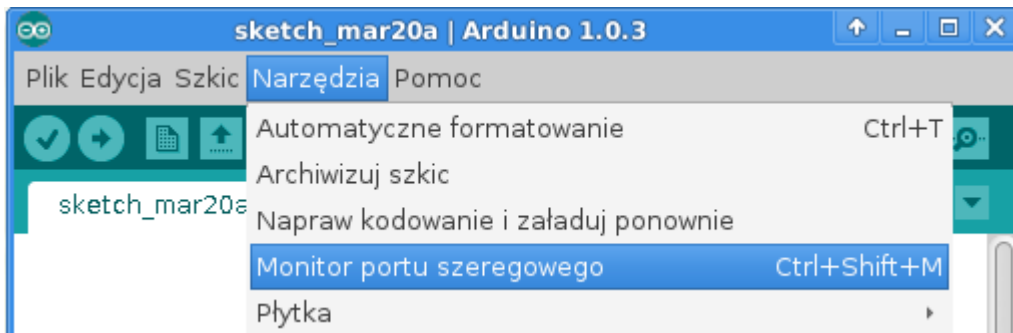 sketch_mar20a | Arduino 1.0.3
Plik Edycja Szkic Narzędzia Pomoc
Automatyczne formatowanie Ctrl+T
Archiwizuj szkic
sketch_mar20a
Napraw kodowanie i załaduj ponownie
Monitor portu szeregowego Ctrl+Shift+M
Płytka